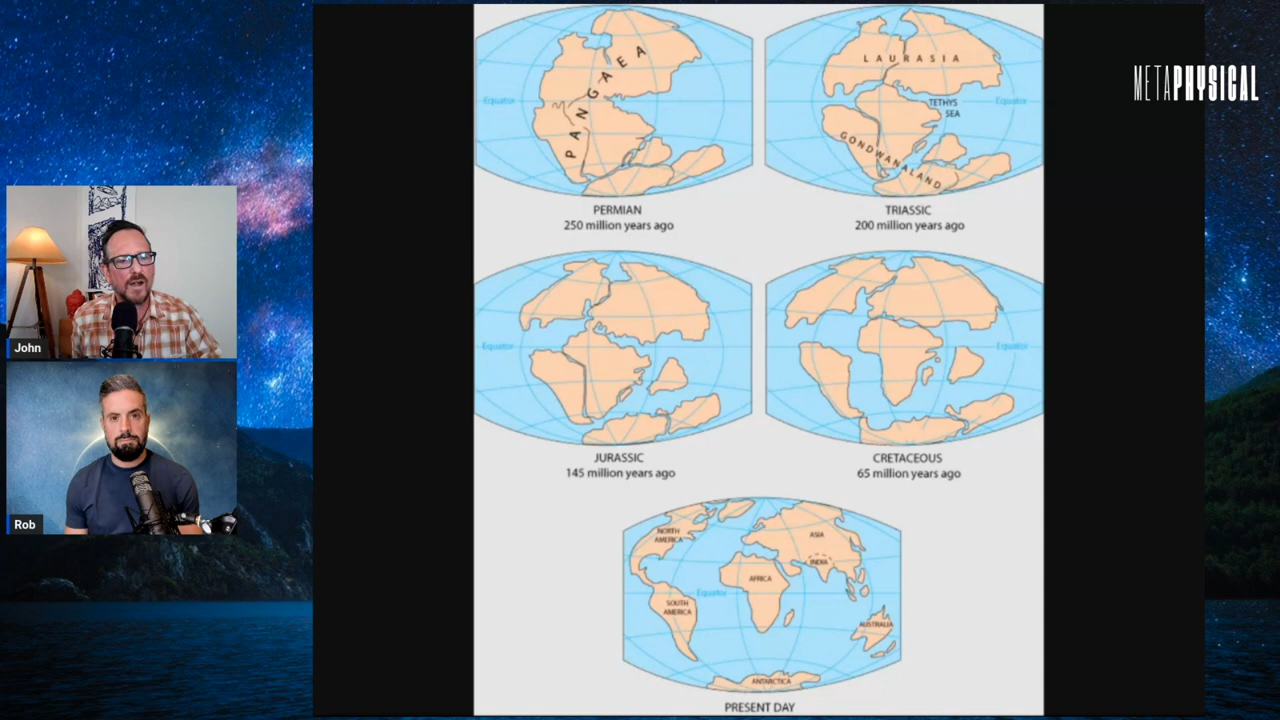 METAPHYSICAL
John
Rob
PANGAEA
Equator
PERMIAN
250 million years ago
LAURASIA
TETHYS
SEA
Equator
GONDWANALAND
TRIASSIC
200 million years ago
Equator
JURASSIC
145 million years ago
Equator
CRETACEOUS
65 million years ago
NORTH
AMERICA
ASIA
INDIA
AFRICA
Equator
SOUTH
AMERICA
AUSTRALIA
ANTARCTICA
PRESENT DAY